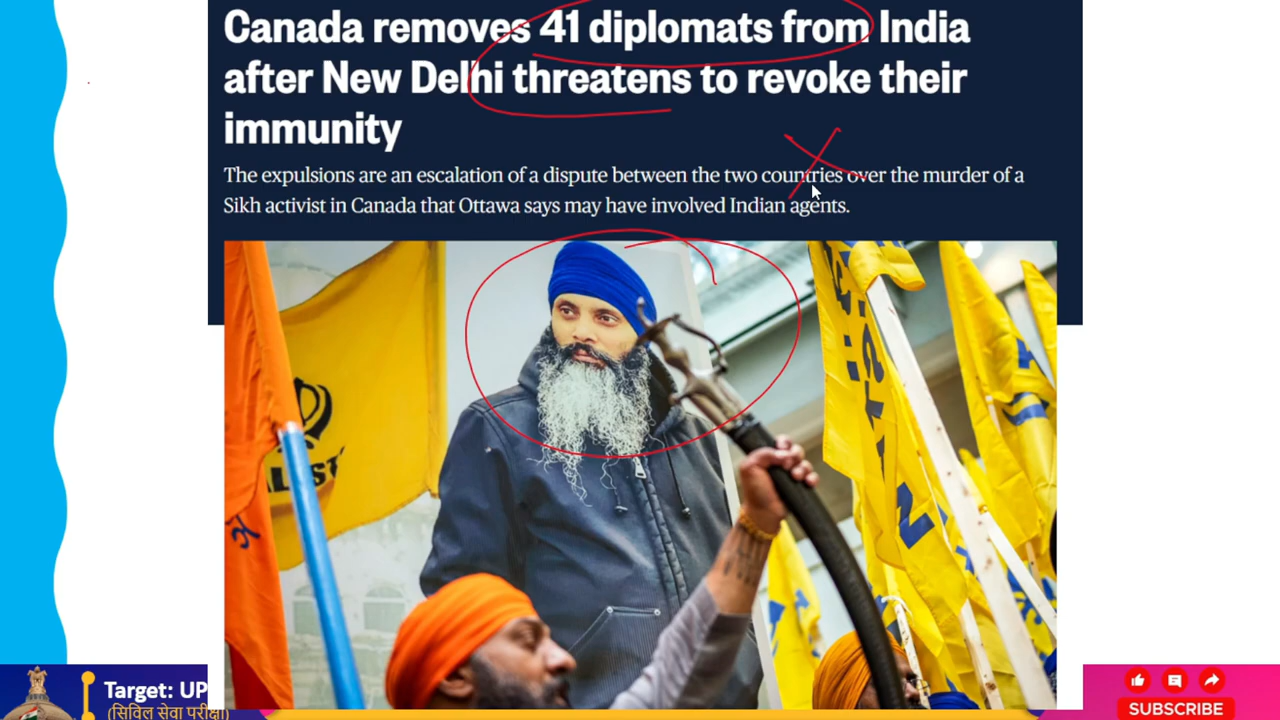 Canada removes 41 diplomats from India
after New Delhi threatens to revoke their
immunity
The expulsions are an escalation of a dispute between the two countries over the murder of a
Sikh activist in Canada that Ottawa says may have involved Indian agents.
Target: UP
(सिविल सेवा परीक्षा)
SUBSCRIBE